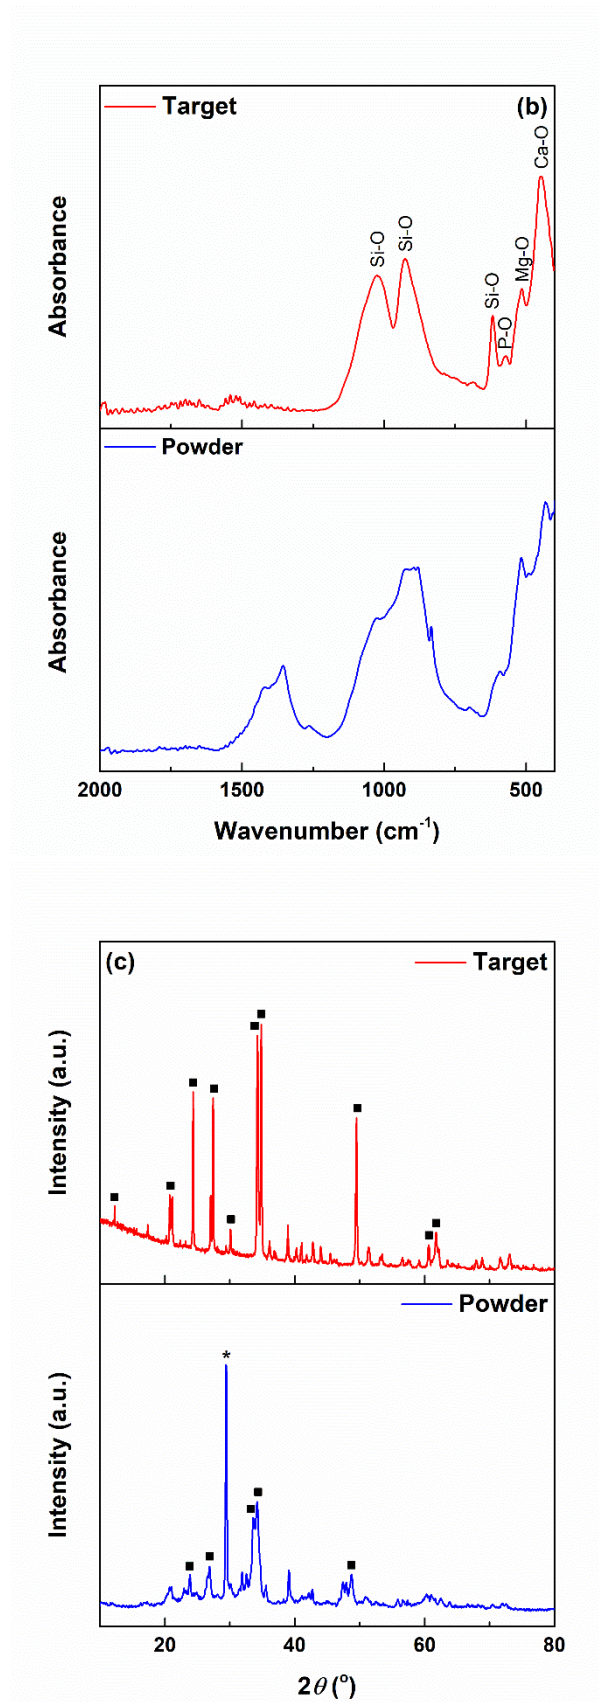 Target
(b)
Absorbance
Si-O
Si-O
Si-O
P-O
Mg-O
Ca-O
Powder
Absorbance
2000 1500 1000 500
Wavenumber (cm⁻¹)
(c)
Target
Intensity (a.u.)
Powder
*
Intensity (a.u.)
20 40 60 80
2θ (°)